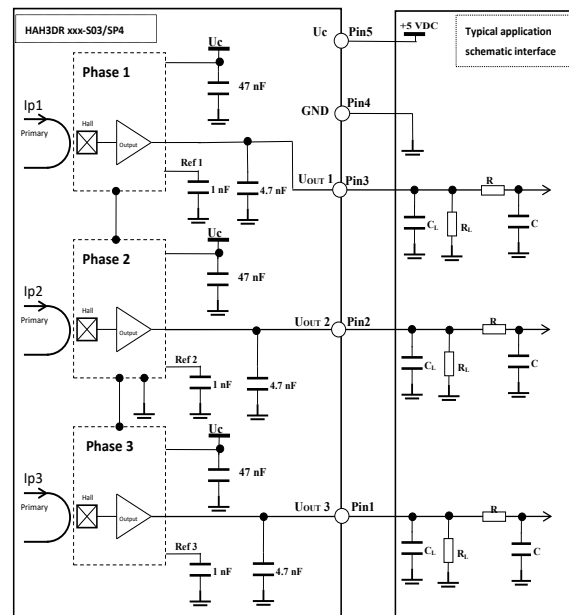 HAH3DR xxx-S03/SP4
Uc
Pin5
+5 VDC
Typical application
schematic interface
Phase 1
Uc
47 nF
Ip1
Primary
Hall
Output
GND
Pin4
Ref 1
1 nF
4.7 nF
UOUT 1
Pin3
R
CL
RL
C
Phase 2
Uc
47 nF
Ip2
Primary
Hall
Output
UOUT 2
Pin2
R
Ref 2
1 nF
4.7 nF
CL
RL
C
Phase 3
Uc
47 nF
Ip3
Primary
Hall
Output
UOUT 3
Pin1
R
Ref 3
1 nF
4.7 nF
CL
RL
C